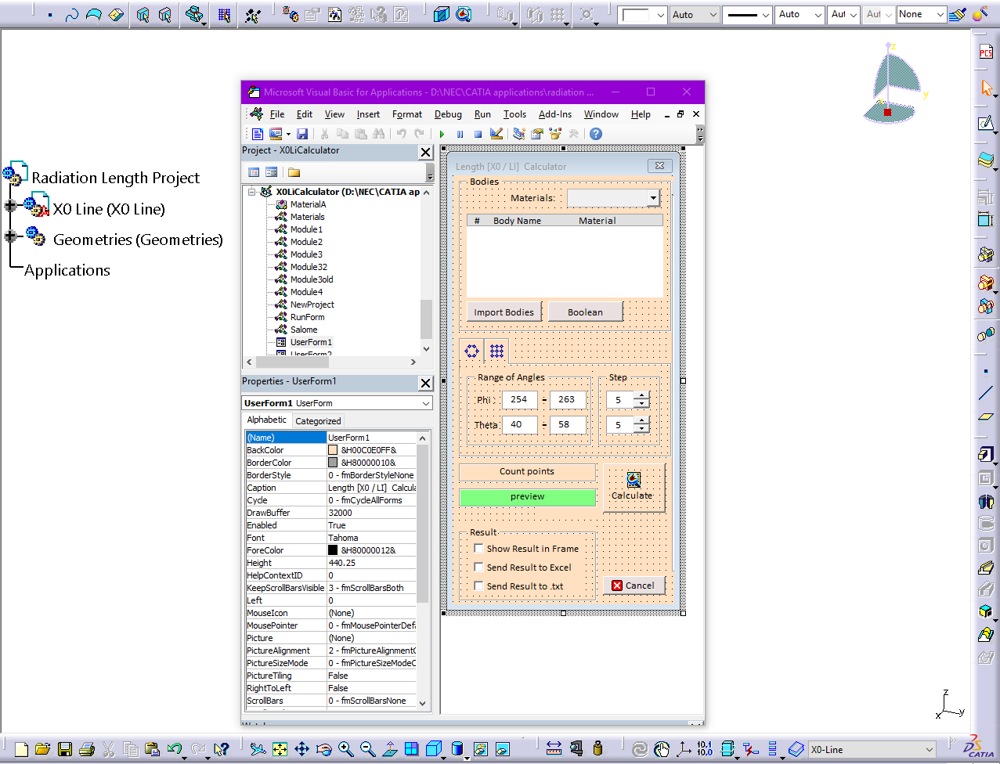 Auto
Auto
Aut
Aut
None
PCS
z
y
x
Microsoft Visual Basic for Applications - D:\NEC\CATIA applications\radiation ...
File Edit View Insert Format Debug Run Tools Add-Ins Window Help
Project - X0LiCalculator
X0LiCalculator (D:\NEC\CATIA ap
MaterialA
Materials
Module1
Module2
Module3
Module32
Module3old
Module4
NewProject
RunForm
Salome
UserForm1
UserForm2
Radiation Length Project
X0 Line (X0 Line)
Geometries (Geometries)
Applications
Properties - UserForm1
UserForm1 UserForm
Alphabetic Categorized
(Name) UserForm1
BackColor &H00C0E0FF&
BorderColor &H80000010&
BorderStyle 0 - fmBorderStyleNone
Caption Length [X0 / LI] Calcula
Cycle 0 - fmCycleAllForms
DrawBuffer 32000
Enabled True
Font Tahoma
ForeColor &H80000012&
Height 440.25
HelpContextID 0
KeepScrollBarsVisible 3 - fmScrollBarsBoth
Left 0
MouseIcon (None)
MousePointer 0 - fmMousePointerDefa
Picture (None)
PictureAlignment 2 - fmPictureAlignmentC
PictureSizeMode 0 - fmPictureSizeModeC
PictureTiling False
RightToLeft False
ScrollBars 0 - fmScrollBarsNone
Length [X0 / LI] Calculator
Bodies
Materials:
# Body Name Material
Import Bodies Boolean
Range of Angles Step
Phi : 254 - 263 5
Theta 40 - 58 5
Count points
preview
Calculate
Result
Show Result in Frame
Send Result to Excel
Send Result to .txt
Cancel
z
x y
10.1
X0-Line
CATIA